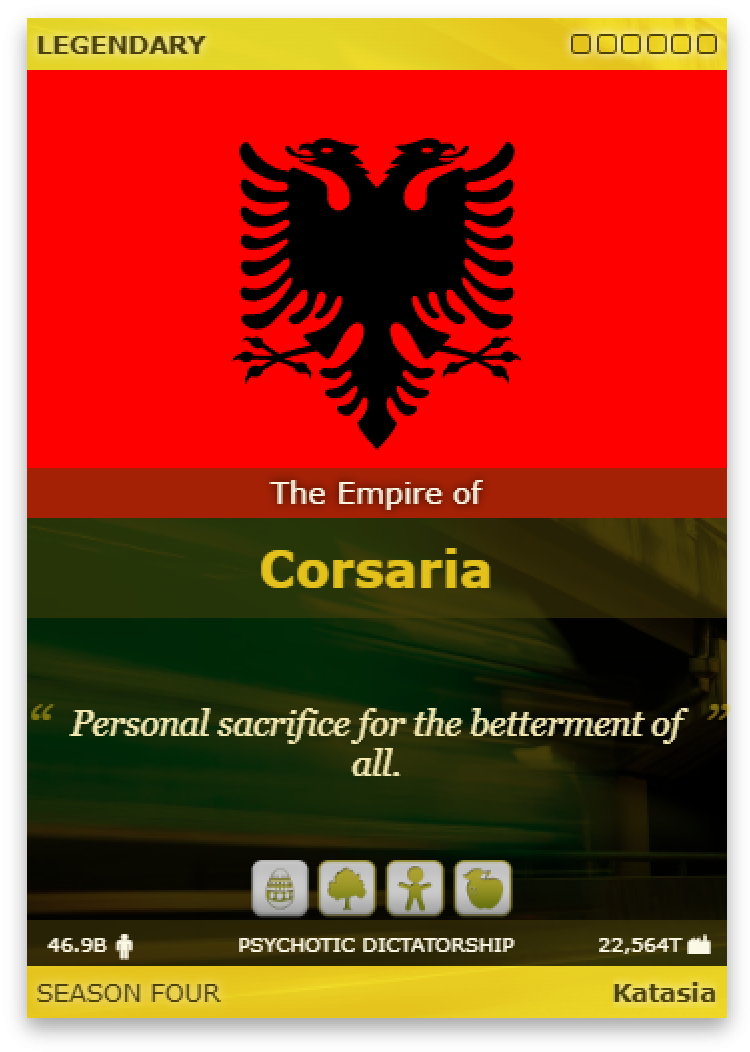 LEGENDARY
The Empire of
Corsaria
“ Personal sacrifice for the betterment of ”
all.
46.9B PSYCHOTIC DICTATORSHIP 22,564T
SEASON FOUR Katasia